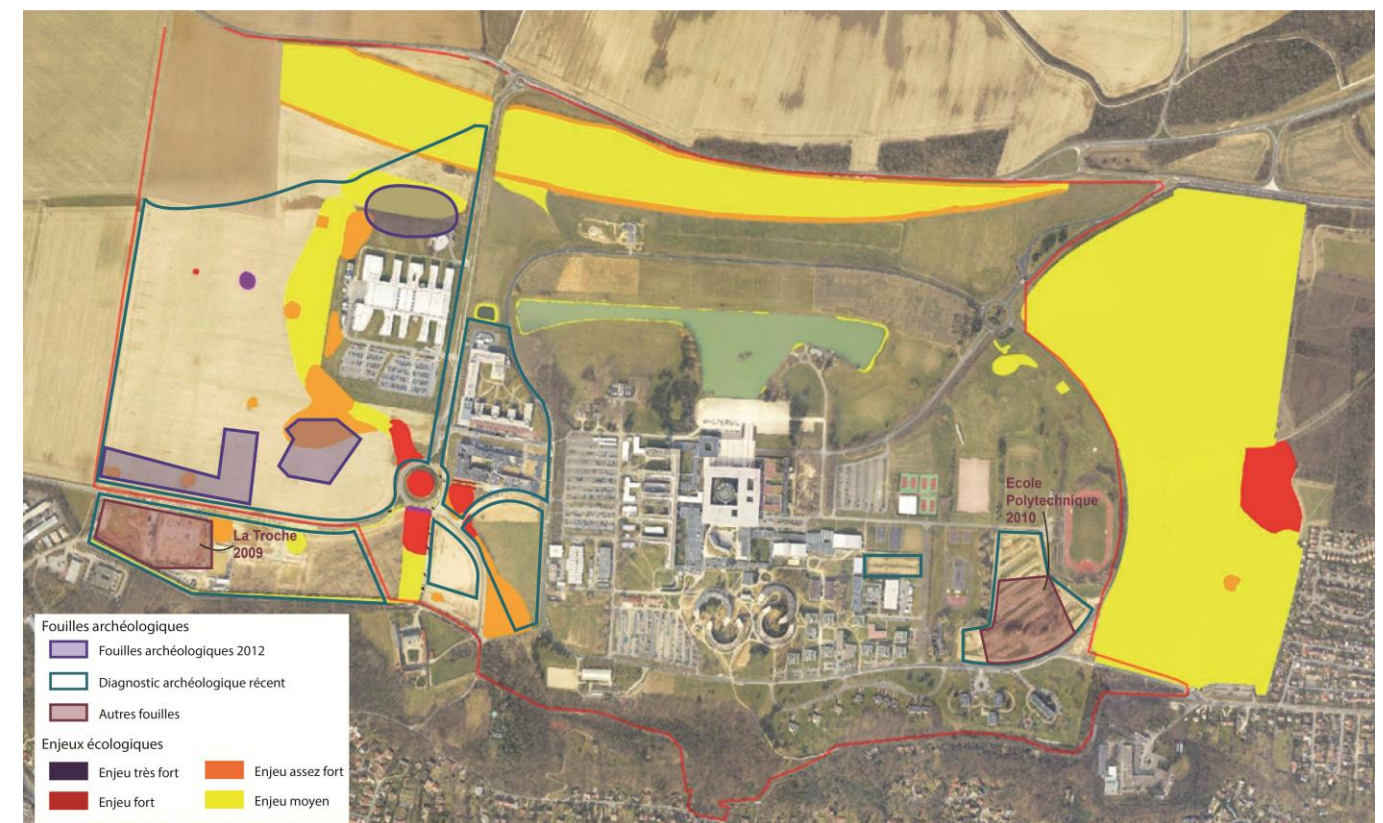 La Troche
2009
Ecole
Polytechnique
2010
Fouilles archéologiques
Fouilles archéologiques 2012
Diagnostic archéologique récent
Autres fouilles
Enjeux écologiques
Enjeu très fort
Enjeu assez fort
Enjeu fort
Enjeu moyen